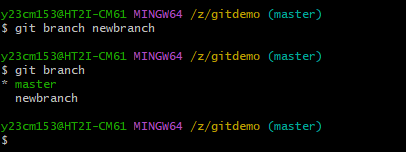 y23cm153@HT2I-CM61 MINGW64 /z/gitdemo (master)
$ git branch newbranch
y23cm153@HT2I-CM61 MINGW64 /z/gitdemo (master)
$ git branch
* master
  newbranch
y23cm153@HT2I-CM61 MINGW64 /z/gitdemo (master)
$